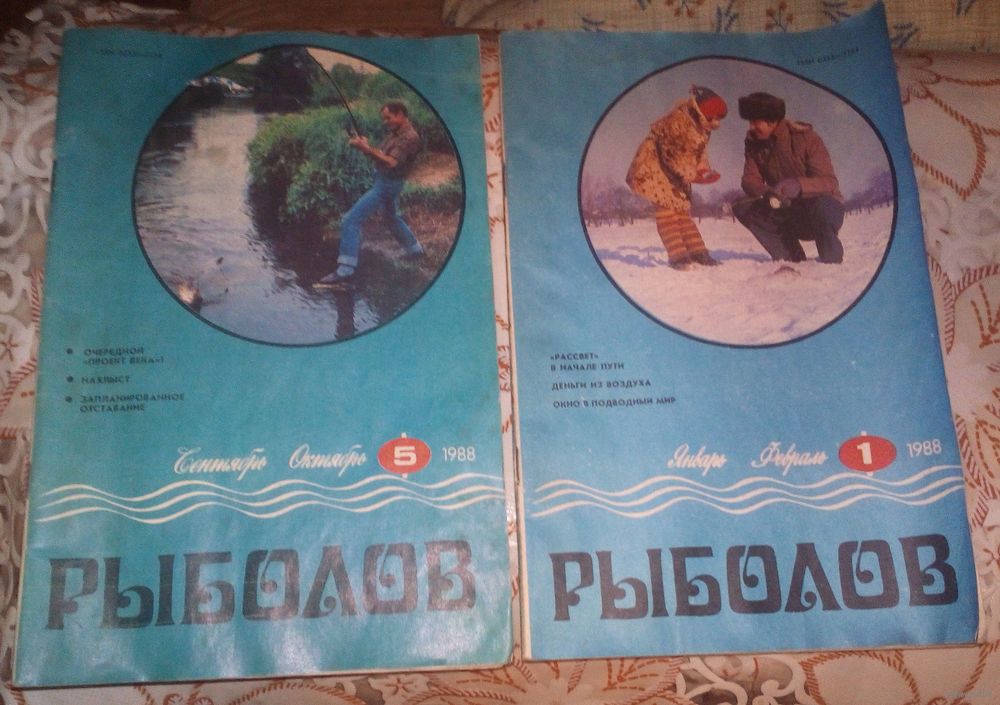 ОЧЕРЕДНОЙ
«ПРОЕКТ ВЕКА»!
НАХЛЫСТ
ЗАПЛАНИРОВАННОЕ
ОТСТАВАНИЕ
Сентябрь Октябрь 5 1988
РЫБОЛОВ
«РАССВЕТ»
В НАЧАЛЕ ПУТИ
ДЕНЬГИ ИЗ ВОЗДУХА
ОКНО В ПОДВОДНЫЙ МИР
Январь Февраль 1 1988
РЫБОЛОВ